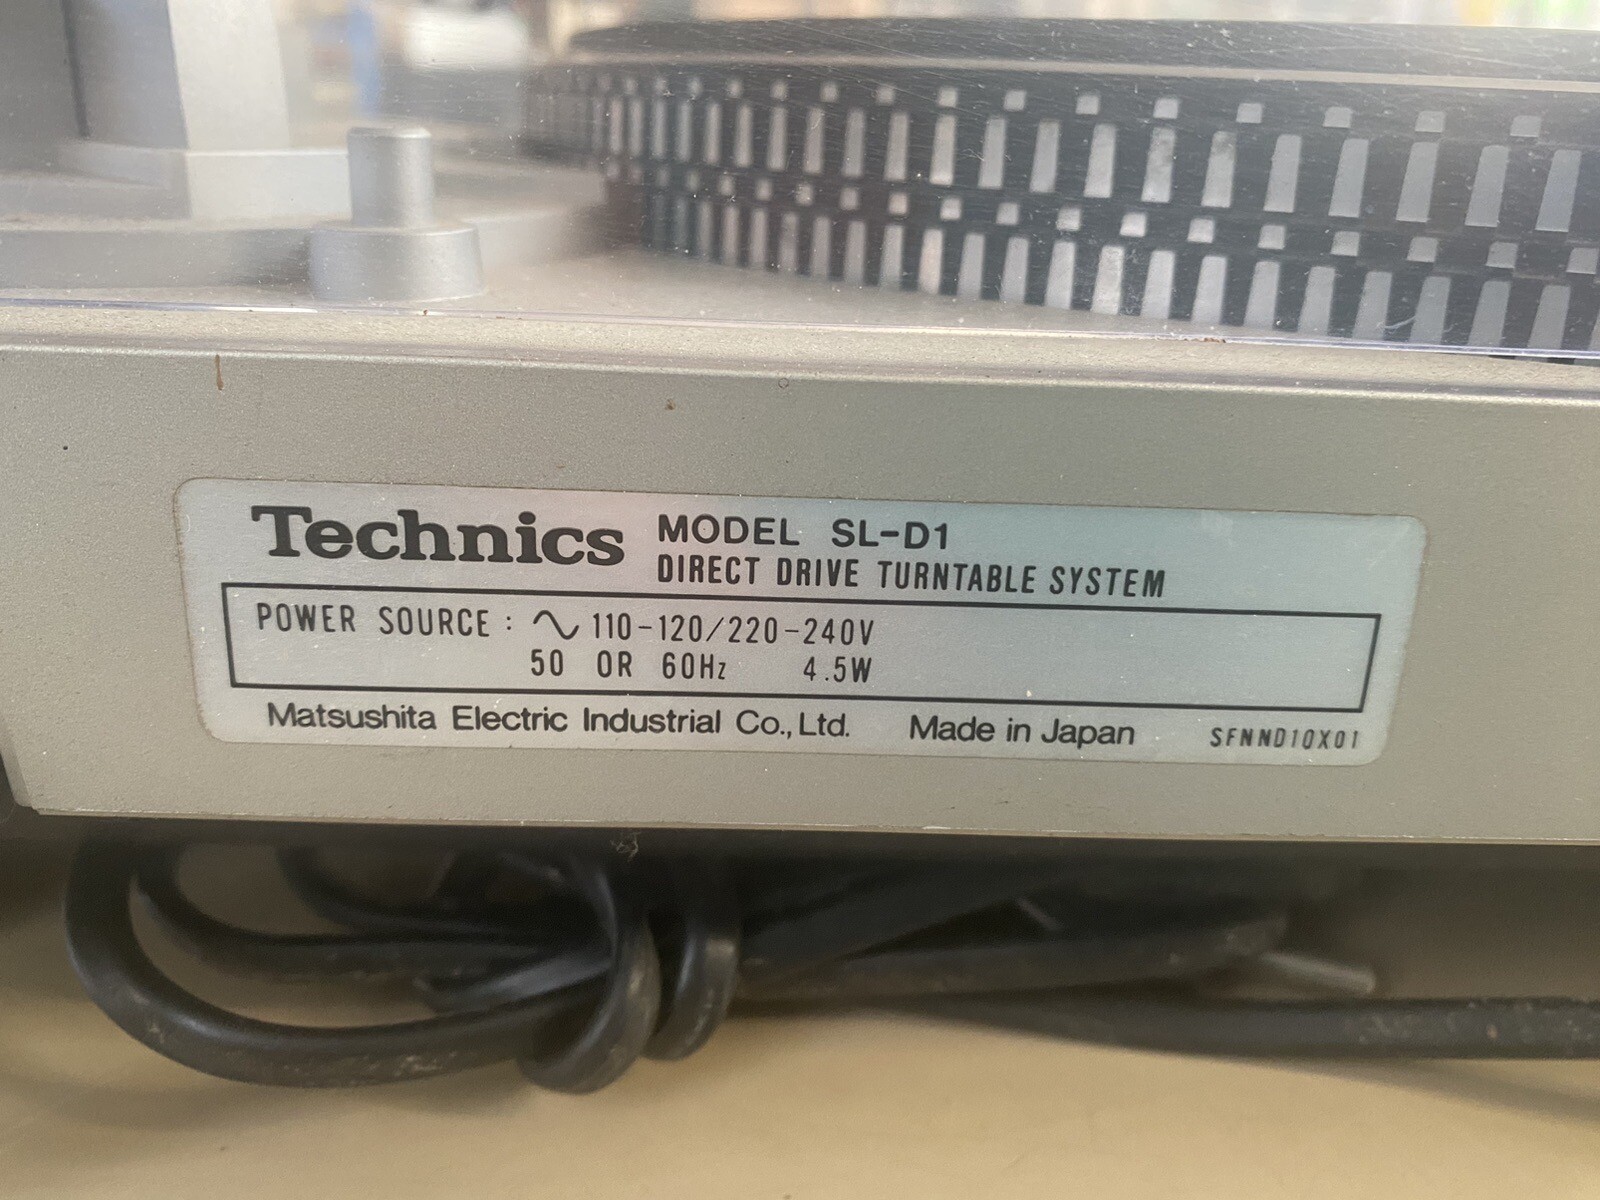 Technics MODEL SL-D1
DIRECT DRIVE TURNTABLE SYSTEM
POWER SOURCE : ∿ 110-120/220-240V
50 OR 60Hz 4.5W
Matsushita Electric Industrial Co., Ltd. Made in Japan SFNND10X01